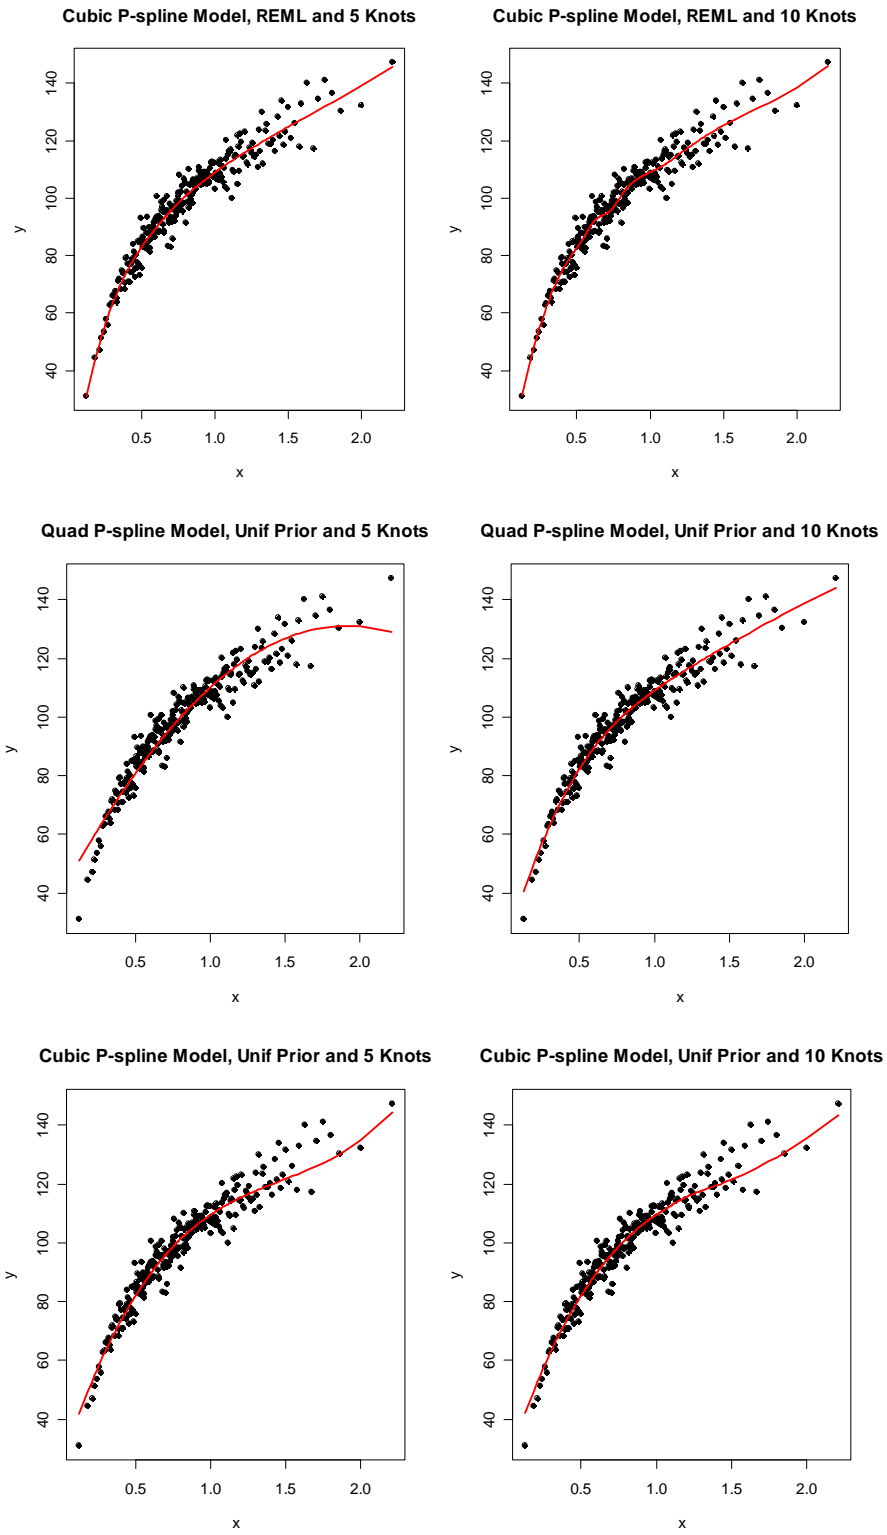 Cubic P-spline Model, REML and 5 Knots
y
40 60 80 100 120 140
0.5 1.0 1.5 2.0
x
Cubic P-spline Model, REML and 10 Knots
y
40 60 80 100 120 140
0.5 1.0 1.5 2.0
x
Quad P-spline Model, Unif Prior and 5 Knots
y
40 60 80 100 120 140
0.5 1.0 1.5 2.0
x
Quad P-spline Model, Unif Prior and 10 Knots
y
40 60 80 100 120 140
0.5 1.0 1.5 2.0
x
Cubic P-spline Model, Unif Prior and 5 Knots
y
40 60 80 100 120 140
0.5 1.0 1.5 2.0
x
Cubic P-spline Model, Unif Prior and 10 Knots
y
40 60 80 100 120 140
0.5 1.0 1.5 2.0
x